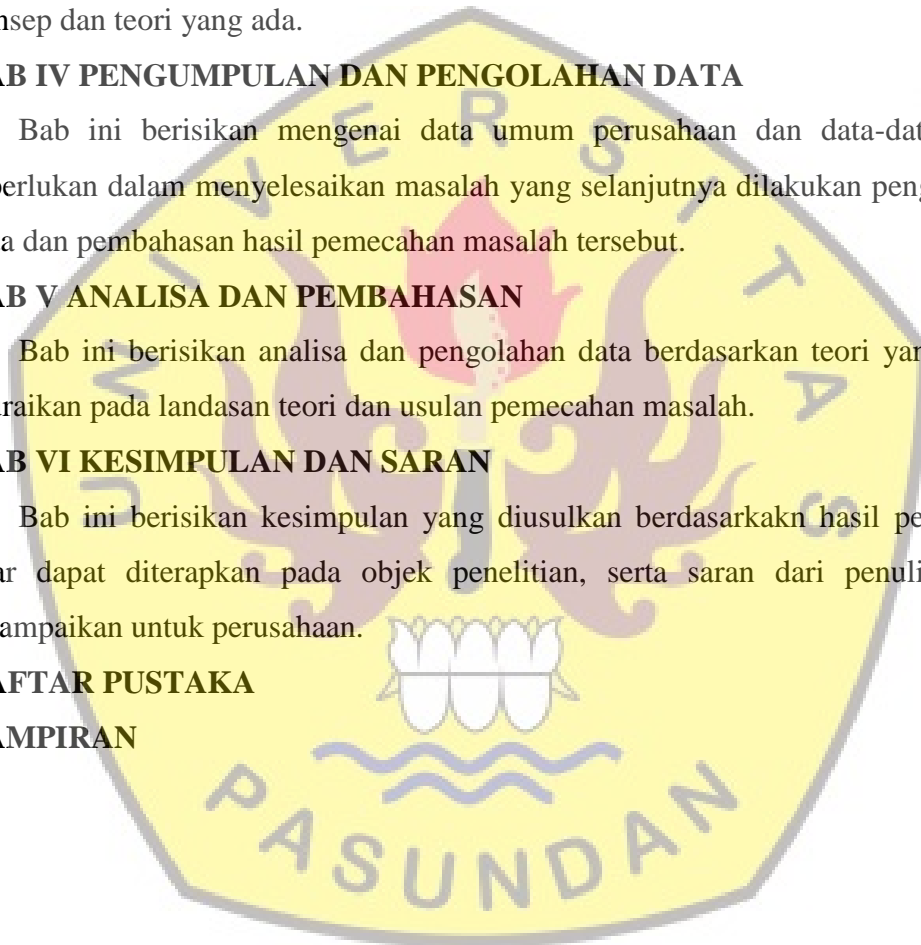 nsep dan teori yang ada.
AB IV PENGUMPULAN DAN PENGOLAHAN DATA
Bab ini berisikan mengenai data umum perusahaan dan data-dat
perlukan dalam menyelesaikan masalah yang selanjutnya dilakukan peng
a dan pembahasan hasil pemecahan masalah tersebut.
AB V ANALISA DAN PEMBAHASAN
Bab ini berisikan analisa dan pengolahan data berdasarkan teori yan
raikan pada landasan teori dan usulan pemecahan masalah.
AB VI KESIMPULAN DAN SARAN
Bab ini berisikan kesimpulan yang diusulkan berdasarkakn hasil pe
ar dapat diterapkan pada objek penelitian, serta saran dari penuli
ampaikan untuk perusahaan.
AFTAR PUSTAKA
AMPIRAN
UNIVERSITAS
PASUNDAN